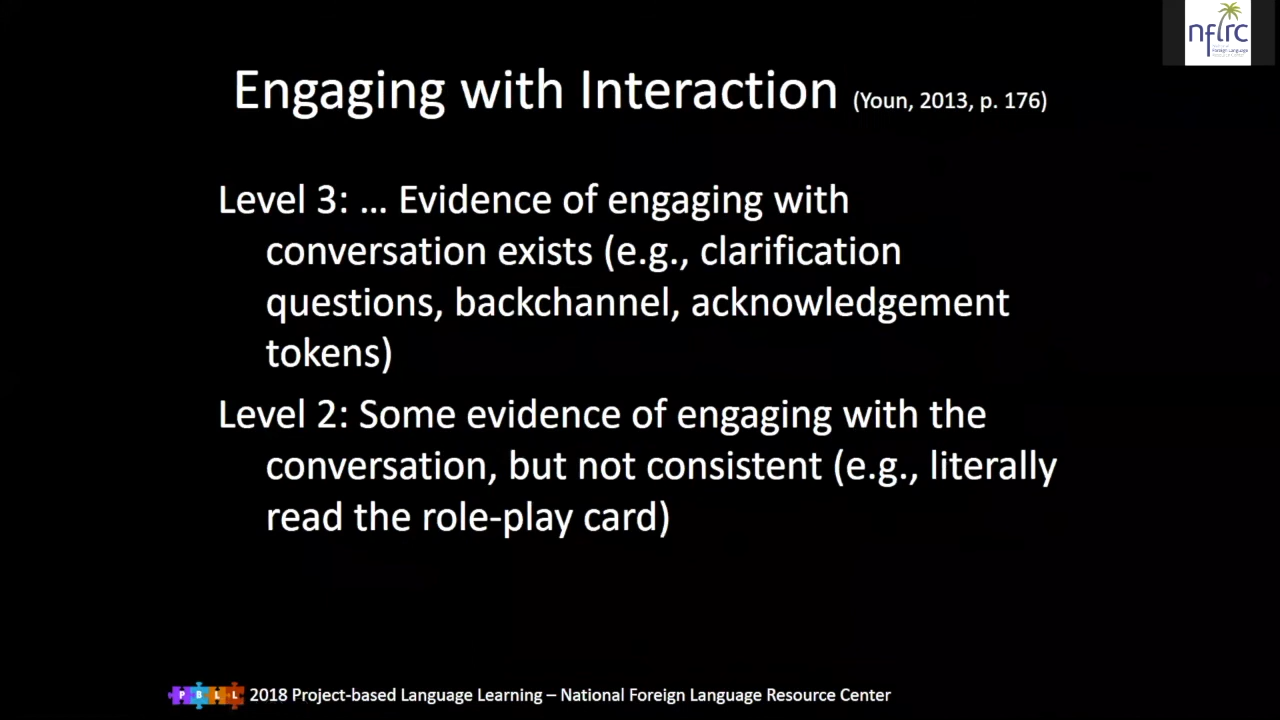 nflrc
Foreign Language
Engaging with Interaction (Youn, 2013, p. 176)
Level 3: ... Evidence of engaging with
conversation exists (e.g., clarification
questions, backchannel, acknowledgement
tokens)
Level 2: Some evidence of engaging with the
conversation, but not consistent (e.g., literally
read the role-play card)
P B L L 2018 Project-based Language Learning – National Foreign Language Resource Center